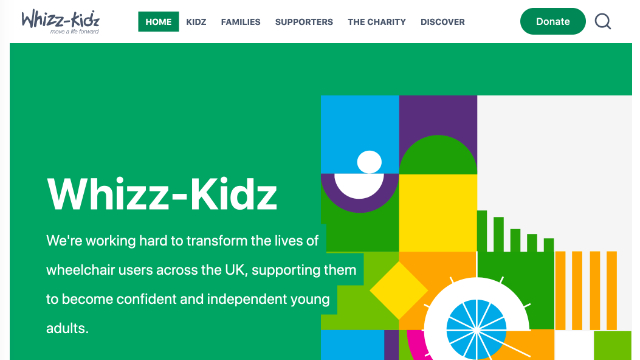 Whizz-kidz
move a life forward
HOME KIDZ FAMILIES SUPPORTERS THE CHARITY DISCOVER
Donate
Whizz-Kidz
We're working hard to transform the lives of
wheelchair users across the UK, supporting them
to become confident and independent young
adults.